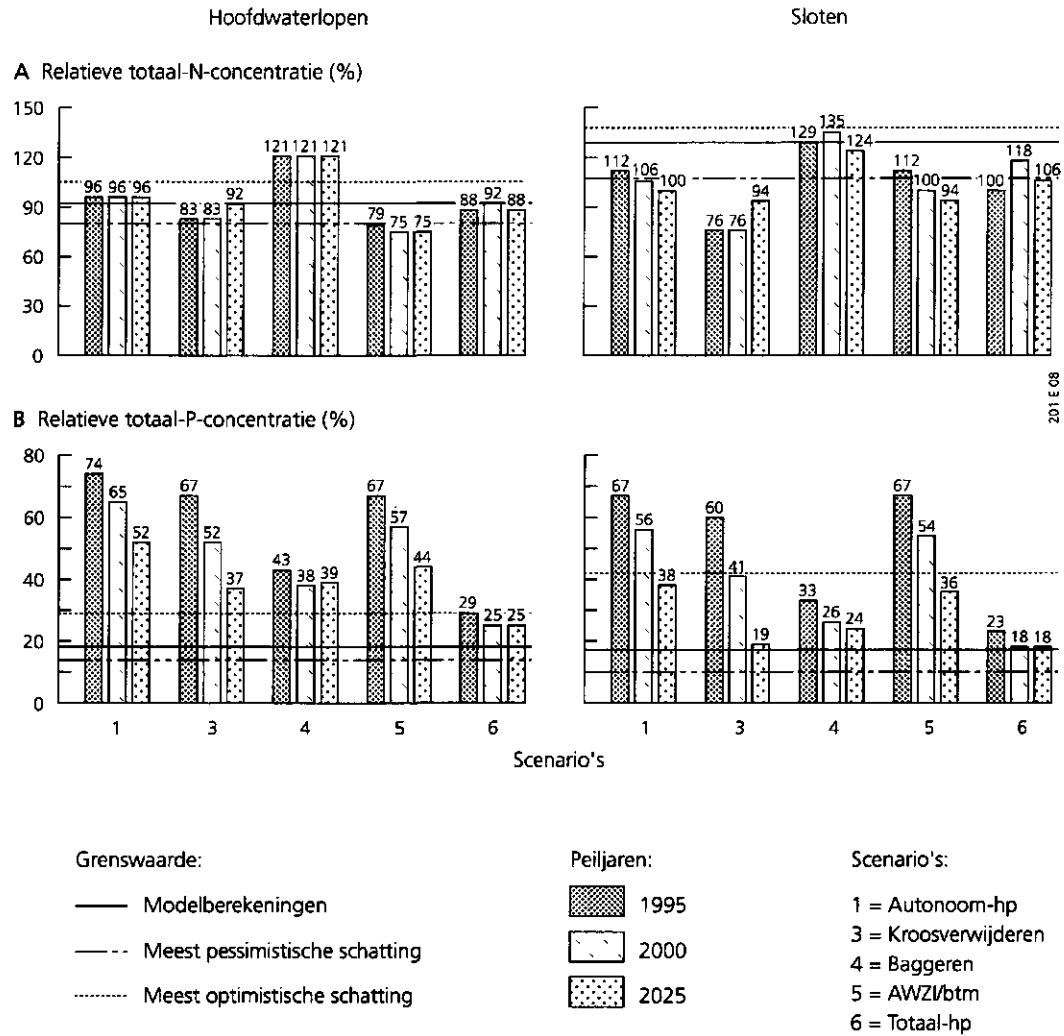 Hoofdwaterlopen Sloten
A Relatieve totaal-N-concentratie (%)
150
120
90
60
30
0
96 96 96
83 83 92
121 121 121
79 75 75
88 92 88
112 106 100
76 76 94
129 135 124
112 100 94
100 118 106
201 E 08
B Relatieve totaal-P-concentratie (%)
80
60
40
20
0
74 65 52
67 52 37
43 38 39
67 57 44
29 25 25
67 56 38
60 41 19
33 26 24
67 54 36
23 18 18
1 3 4 5 6
1 3 4 5 6
Scenario's
Grenswaarde:
Modelberekeningen
Meest pessimistische schatting
Meest optimistische schatting
Peiljaren:
1995
2000
2025
Scenario's:
1 = Autonoom-hp
3 = Kroosverwijderen
4 = Baggeren
5 = AWZI/btm
6 = Totaal-hp